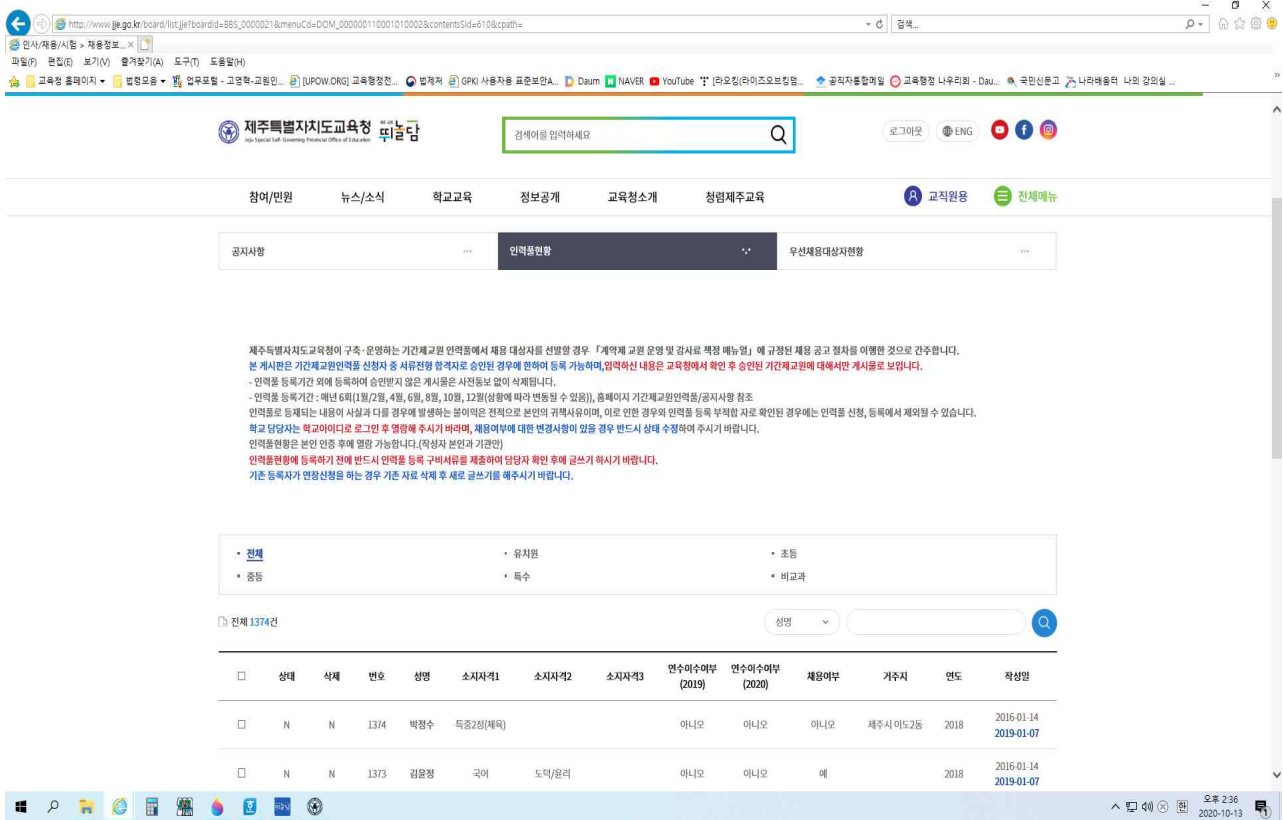 http://www.jje.go.kr/board/list.jje?boardId=BBS_0000021&menuCd=DOM_000000110001010002&contentsSid=610&cpath=
검색...
인사/채용/시험 > 채용정보...
파일(F) 편집(E) 보기(V) 즐겨찾기(A) 도구(T) 도움말(H)
교육청 홈페이지 법령모음 업무포털 - 고영혁-교원인... [UPOW.ORG] 교육행정전... 법제처 GPKI 사용자용 표준보안A... Daum NAVER YouTube 공직자통합메일 교육행정 나우리회 - Dau... 국민신문고 나라배움터 나의 강의실 ...
제주특별자치도교육청
Jeju Special Self-Governing Provincial Office of Education
검색어를 입력하세요
로그아웃 ENG
참여/민원 뉴스/소식 학교교육 정보공개 교육청소개 청렴제주교육 교직원용 전체메뉴
공지사항 인력풀현황 우선채용대상자현황
제주특별자치도교육청이 구축·운영하는 기간제교원 인력풀에서 채용 대상자를 선발할 경우 「계약제 교원 운영 및 강사료 책정 매뉴얼」에 규정된 채용 공고 절차를 이행한 것으로 간주합니다.
본 게시판은 기간제교원인력풀 신청자 중 서류전형 합격자로 승인된 경우에 한하여 등록 가능하며,입력하신 내용은 교육청에서 확인 후 승인된 기간제교원에 대해서만 게시물로 보입니다.
- 인력풀 등록기간 외에 등록하여 승인받지 않은 게시물은 사전통보 없이 삭제됩니다.
- 인력풀 등록기간 : 매년 6회(1월/2월, 4월, 6월, 8월, 10월, 12월(상황에 따라 변동될 수 있음)), 홈페이지 기간제교원인력풀/공지사항 참조
인력풀로 등재되는 내용이 사실과 다를 경우에 발생하는 불이익은 전적으로 본인의 귀책사유이며, 이로 인한 경우와 인력풀 등록 부적합 자로 확인된 경우에는 인력풀 신청, 등록에서 제외될 수 있습니다.
학교 담당자는 학교아이디로 로그인 후 열람해 주시기 바라며, 채용여부에 대한 변경사항이 있을 경우 반드시 상태 수정하여 주시기 바랍니다.
인력풀현황은 본인 인증 후에 열람 가능합니다.(작성자 본인과 기관만)
인력풀현황에 등록하기 전에 반드시 인력풀 등록 구비서류를 제출하여 담당자 확인 후에 글쓰기 하시기 바랍니다.
기존 등록자가 연장신청을 하는 경우 기존 자료 삭제 후 새로 글쓰기를 해주시기 바랍니다.
전체 유치원 초등
중등 특수 비교과
전체 1374건 성명
상태 삭제 번호 성명 소지자격1 소지자격2 소지자격3 연수이수여부(2019) 연수이수여부(2020) 채용여부 거주지 연도 작성일
N N 1374 박정수 특중2정(체육) 아니오 아니오 아니오 제주시 이도2동 2018 2016-01-14
2019-01-07
N N 1373 김윤정 국어 도덕/윤리 아니오 아니오 예 2018 2016-01-14
2019-01-07
한 오후 2:36
2020-10-13